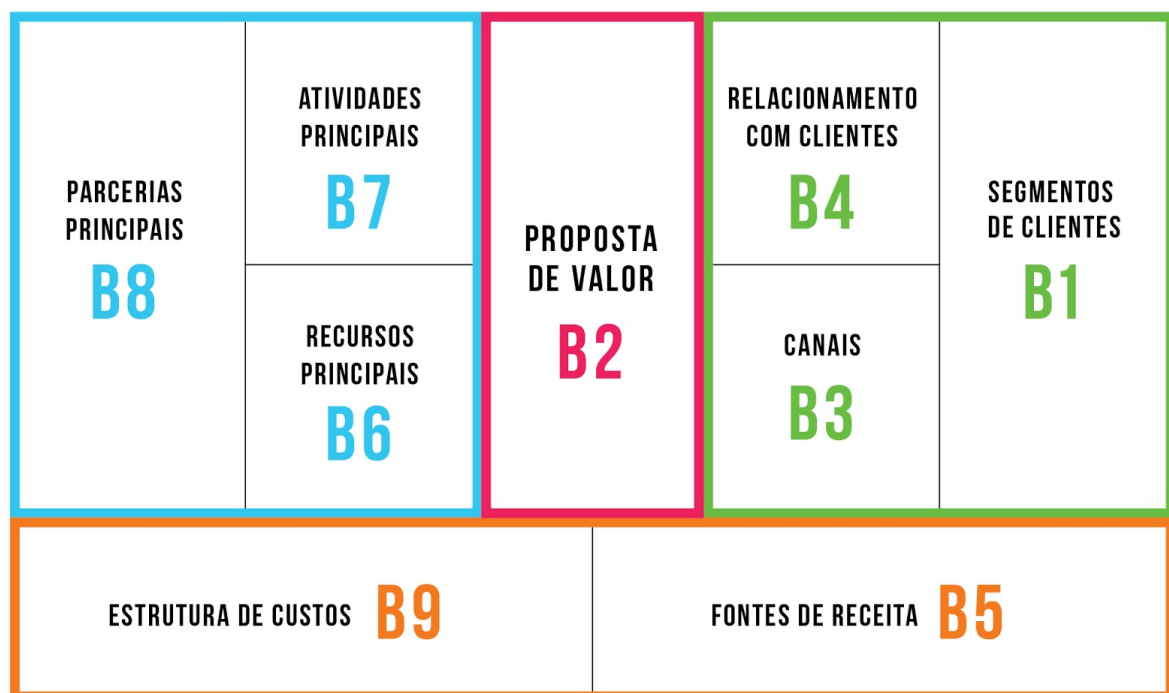 PARCERIAS
PRINCIPAIS
B8
ATIVIDADES
PRINCIPAIS
B7
RECURSOS
PRINCIPAIS
B6
PROPOSTA
DE VALOR
B2
RELACIONAMENTO
COM CLIENTES
B4
CANAIS
B3
SEGMENTOS
DE CLIENTES
B1
ESTRUTURA DE CUSTOS B9
FONTES DE RECEITA B5